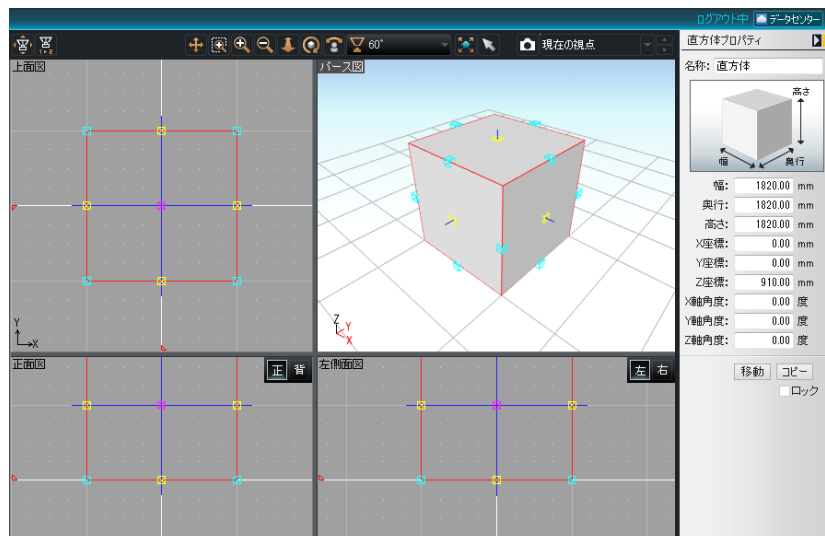 ログアウト中 データセンター
60° 現在の視点
上面図
パース図
Y
X
Z
Y
X
正面図
正 背
左側面図
左 右
直方体プロパティ
名称: 直方体
高さ
幅 奥行
幅: 1820.00 mm
奥行: 1820.00 mm
高さ: 1820.00 mm
X座標: 0.00 mm
Y座標: 0.00 mm
Z座標: 910.00 mm
X軸角度: 0.00 度
Y軸角度: 0.00 度
Z軸角度: 0.00 度
移動 コピー
ロック